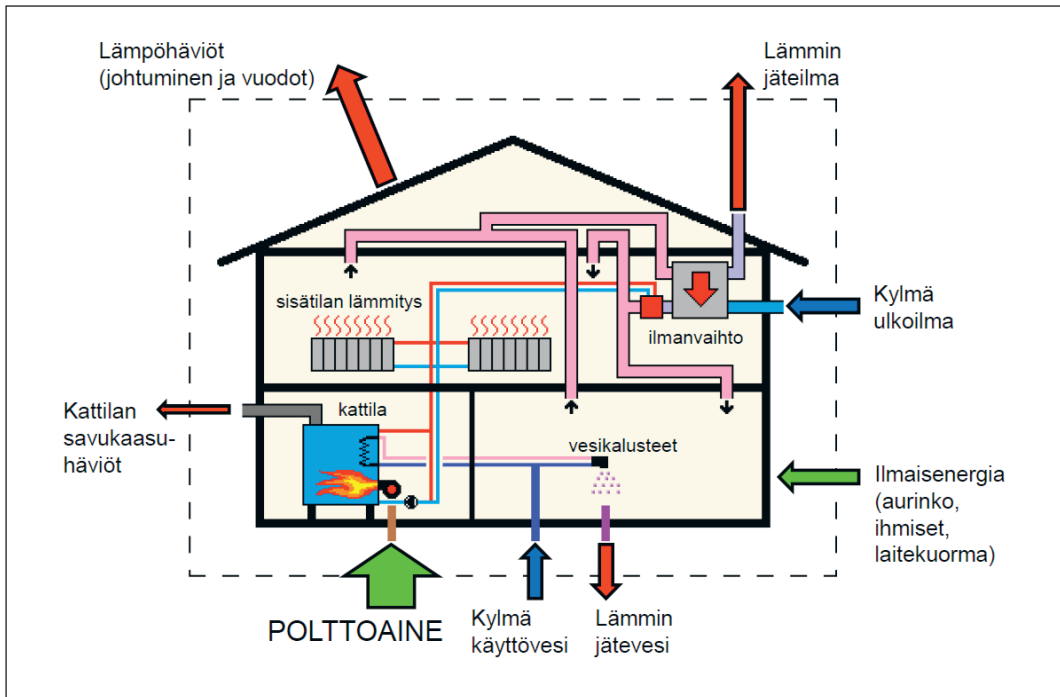 Lämpöhäviöt
(johtuminen ja vuodot)
Lämmin
jäteilma
sisätilan lämmitys
ilmanvaihto
Kylmä
ulkoilma
Kattilan
savukaasu-
häviöt
kattila
vesikalusteet
Ilmaisenergia
(aurinko,
ihmiset,
laitekuorma)
POLTTOAINE
Kylmä
käyttövesi
Lämmin
jätevesi